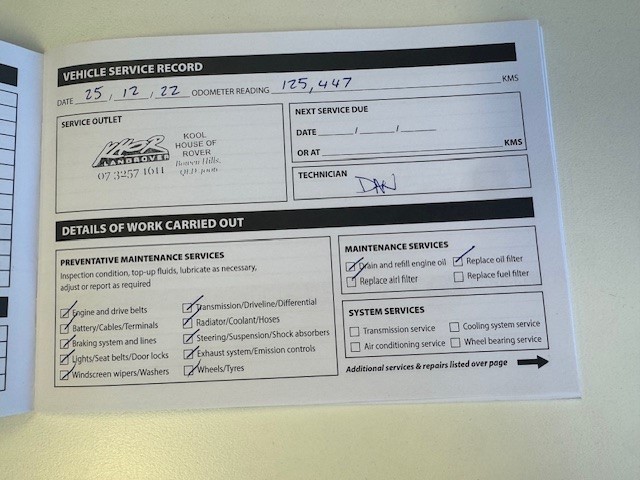 VEHICLE SERVICE RECORD
DATE 25 / 12 / 22 ODOMETER READING 125,447 KMS
SERVICE OUTLET
KHOR
LANDROVER
07 3257 1611
KOOL
HOUSE OF
ROVER
Bowen Hills,
QLD 4006
NEXT SERVICE DUE
DATE ____/____/____
OR AT KMS
TECHNICIAN DAN
DETAILS OF WORK CARRIED OUT
PREVENTATIVE MAINTENANCE SERVICES
Inspection condition, top-up fluids, lubricate as necessary,
adjust or report as required
Engine and drive belts
Battery/Cables/Terminals
Braking system and lines
Lights/Seat belts/Door locks
Windscreen wipers/Washers
Transmission/Driveline/Differential
Radiator/Coolant/Hoses
Steering/Suspension/Shock absorbers
Exhaust system/Emission controls
Wheels/Tyres
MAINTENANCE SERVICES
Drain and refill engine oil
Replace airl filter
Replace oil filter
Replace fuel filter
SYSTEM SERVICES
Transmission service
Air conditioning service
Cooling system service
Wheel bearing service
Additional services & repairs listed over page